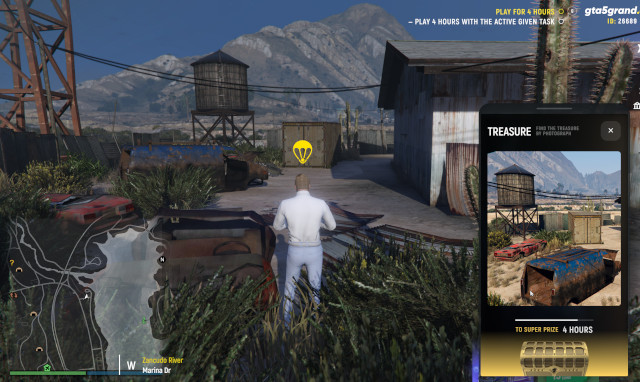 PLAY FOR 4 HOURS
– PLAY 4 HOURS WITH THE ACTIVE GIVEN TASK
gta5grand.
ID: 26689
TREASURE
FIND THE TREASURE
BY PHOTOGRAPH
TO SUPER PRIZE 4 HOURS
N
?
W
Zancudo River
Marina Dr